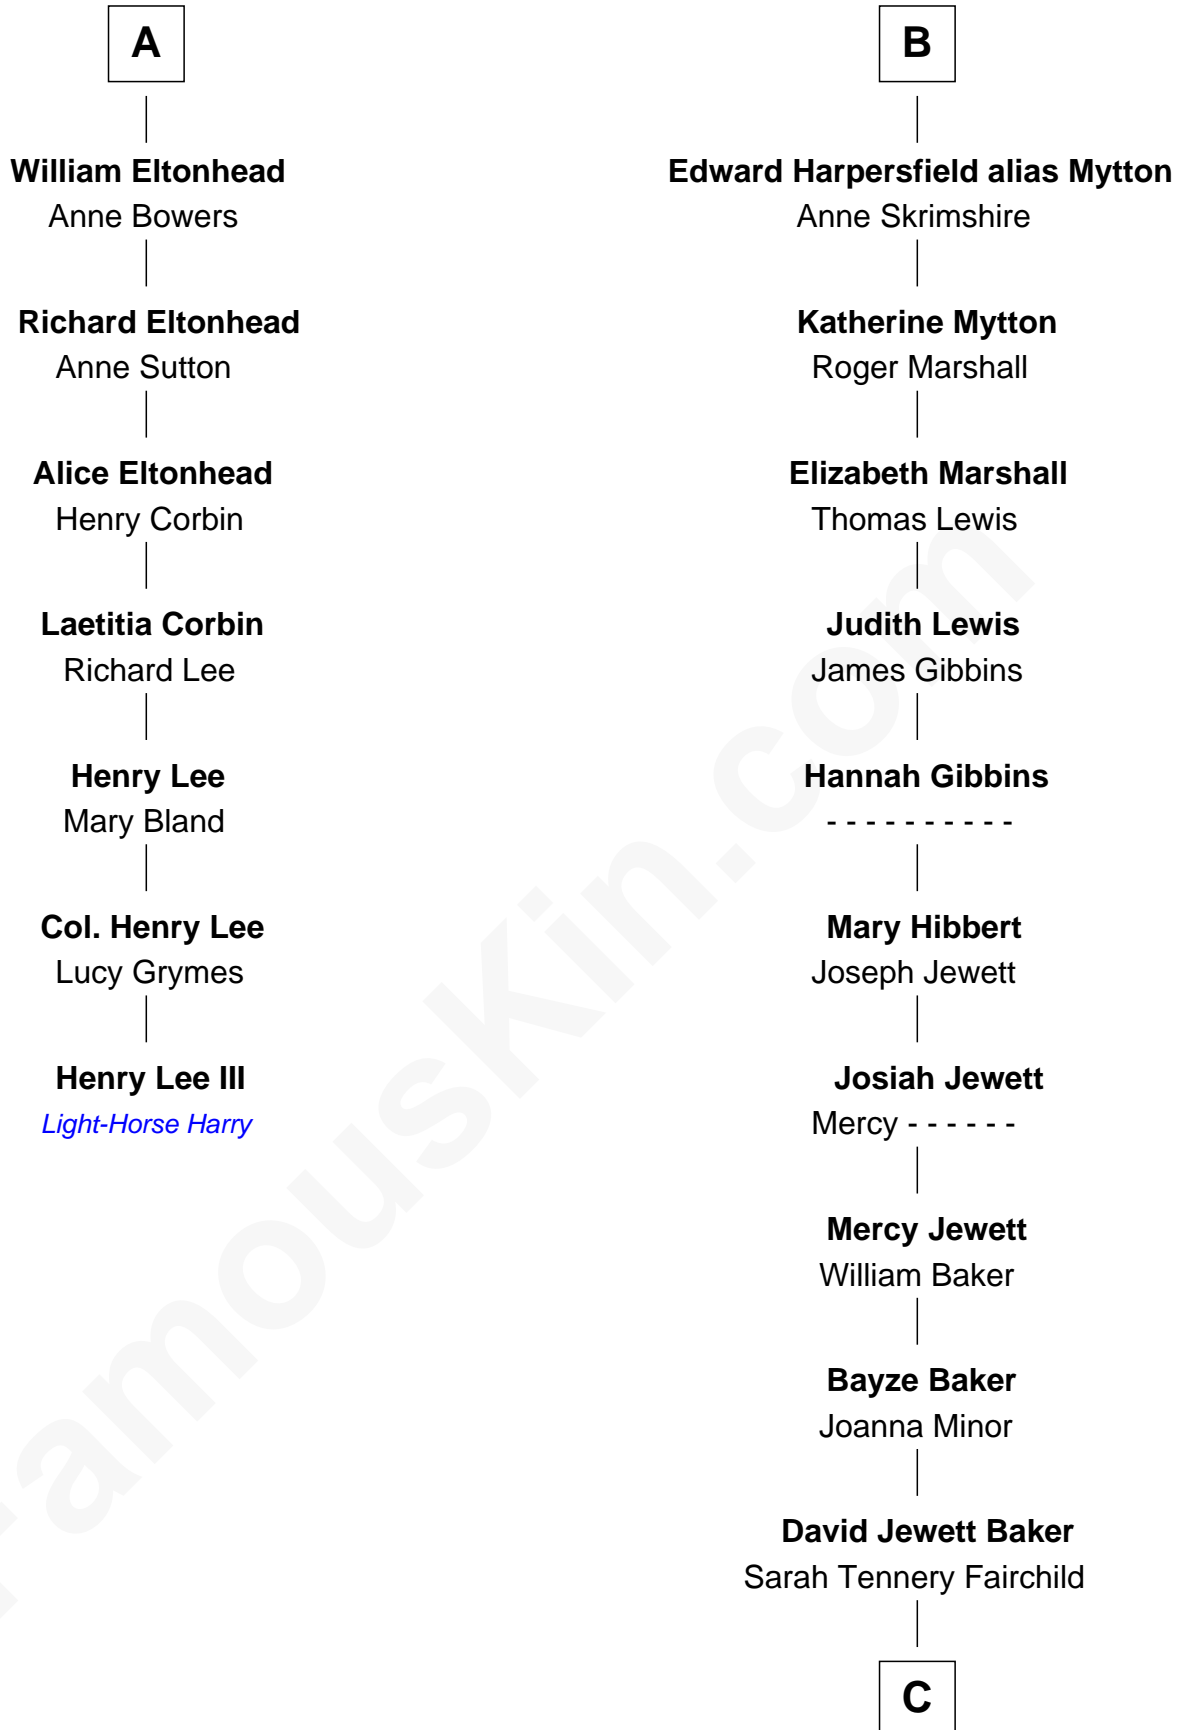 A
William Eltonhead
Anne Bowers
Richard Eltonhead
Anne Sutton
Alice Eltonhead
Henry Corbin
Laetitia Corbin
Richard Lee
Henry Lee
Mary Bland
Col. Henry Lee
Lucy Grymes
Henry Lee III
Light-Horse Harry
B
Edward Harpersfield alias Mytton
Anne Skrimshire
Katherine Mytton
Roger Marshall
Elizabeth Marshall
Thomas Lewis
Judith Lewis
James Gibbins
Hannah Gibbins
- - - - - - - - - -
Mary Hibbert
Joseph Jewett
Josiah Jewett
Mercy - - - - - -
Mercy Jewett
William Baker
Bayze Baker
Joanna Minor
David Jewett Baker
Sarah Tennery Fairchild
C
FamousKin.com